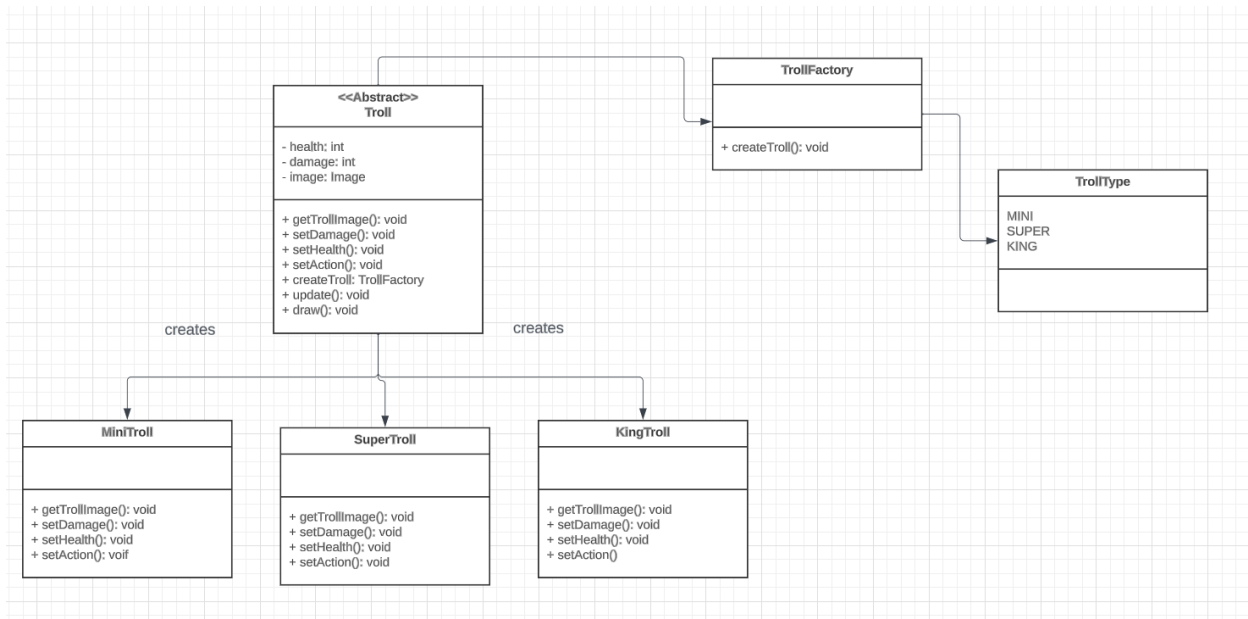 <<Abstract>>
Troll
- health: int
- damage: int
- image: Image
+ getTrollImage(): void
+ setDamage(): void
+ setHealth(): void
+ setAction(): void
+ createTroll: TrollFactory
+ update(): void
+ draw(): void
TrollFactory
+ createTroll(): void
TrollType
MINI
SUPER
KING
creates
creates
MiniTroll
+ getTrollImage(): void
+ setDamage(): void
+ setHealth(): void
+ setAction(): voif
SuperTroll
+ getTrollImage(): void
+ setDamage(): void
+ setHealth(): void
+ setAction(): void
KingTroll
+ getTrollImage(): void
+ setDamage(): void
+ setHealth(): void
+ setAction()